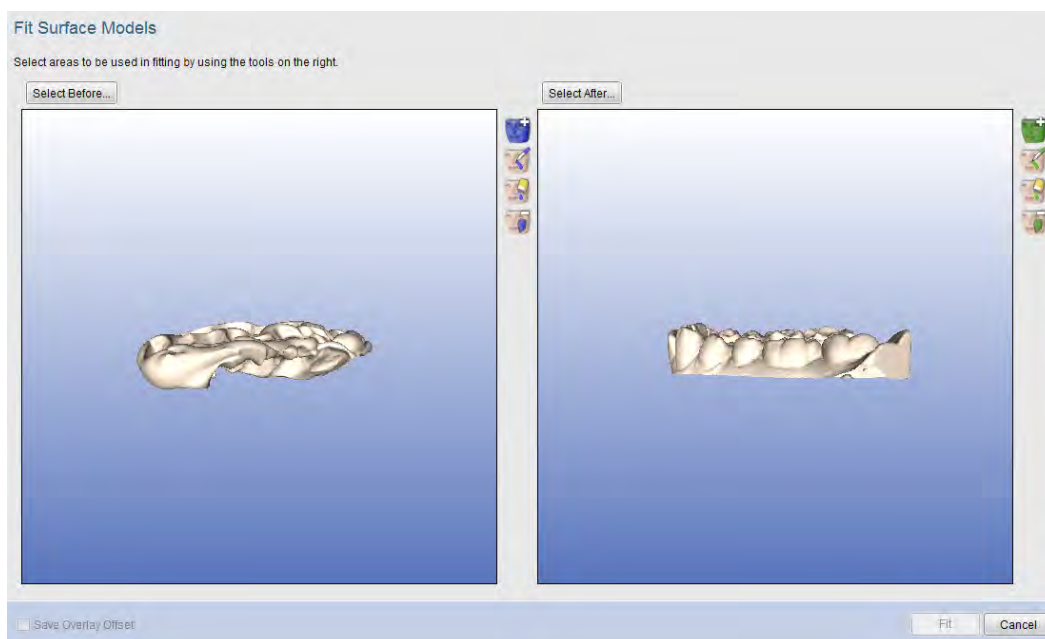 Fit Surface Models
Select areas to be used in fitting by using the tools on the right.
Select Before...
Select After...
Save Overlay Offset
Fit
Cancel